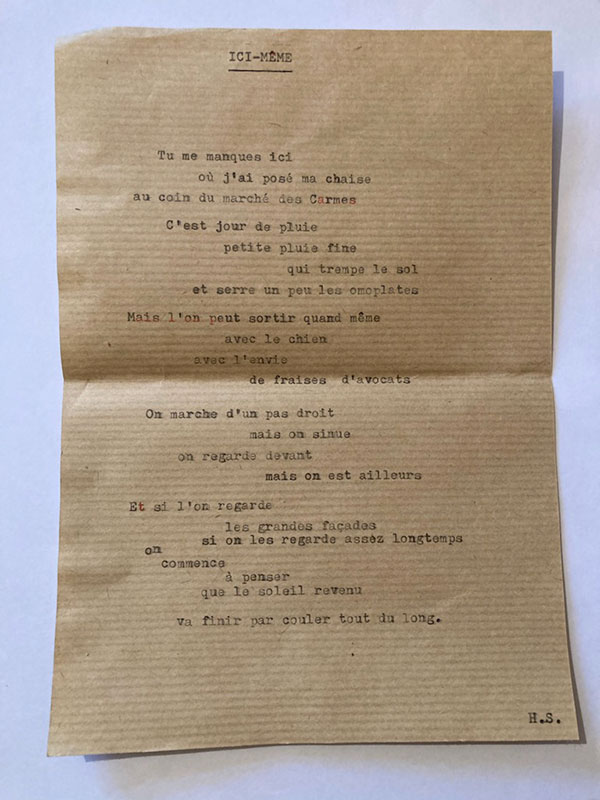 ICI-MÊME
Tu me manques ici
où j'ai posé ma chaise
au coin du marché des Carmes
C'est jour de pluie
petite pluie fine
qui trempe le sol
et serre un peu les omoplates
Mais l'on peut sortir quand même
avec le chien
avec l'envie
de fraises d'avocats
On marche d'un pas droit
mais on sinue
on regarde devant
mais on est ailleurs
Et si l'on regarde
les grandes façades
si on les regarde assez longtemps
on
commence
à penser
que le soleil revenu
va finir par couler tout du long.
H.S.